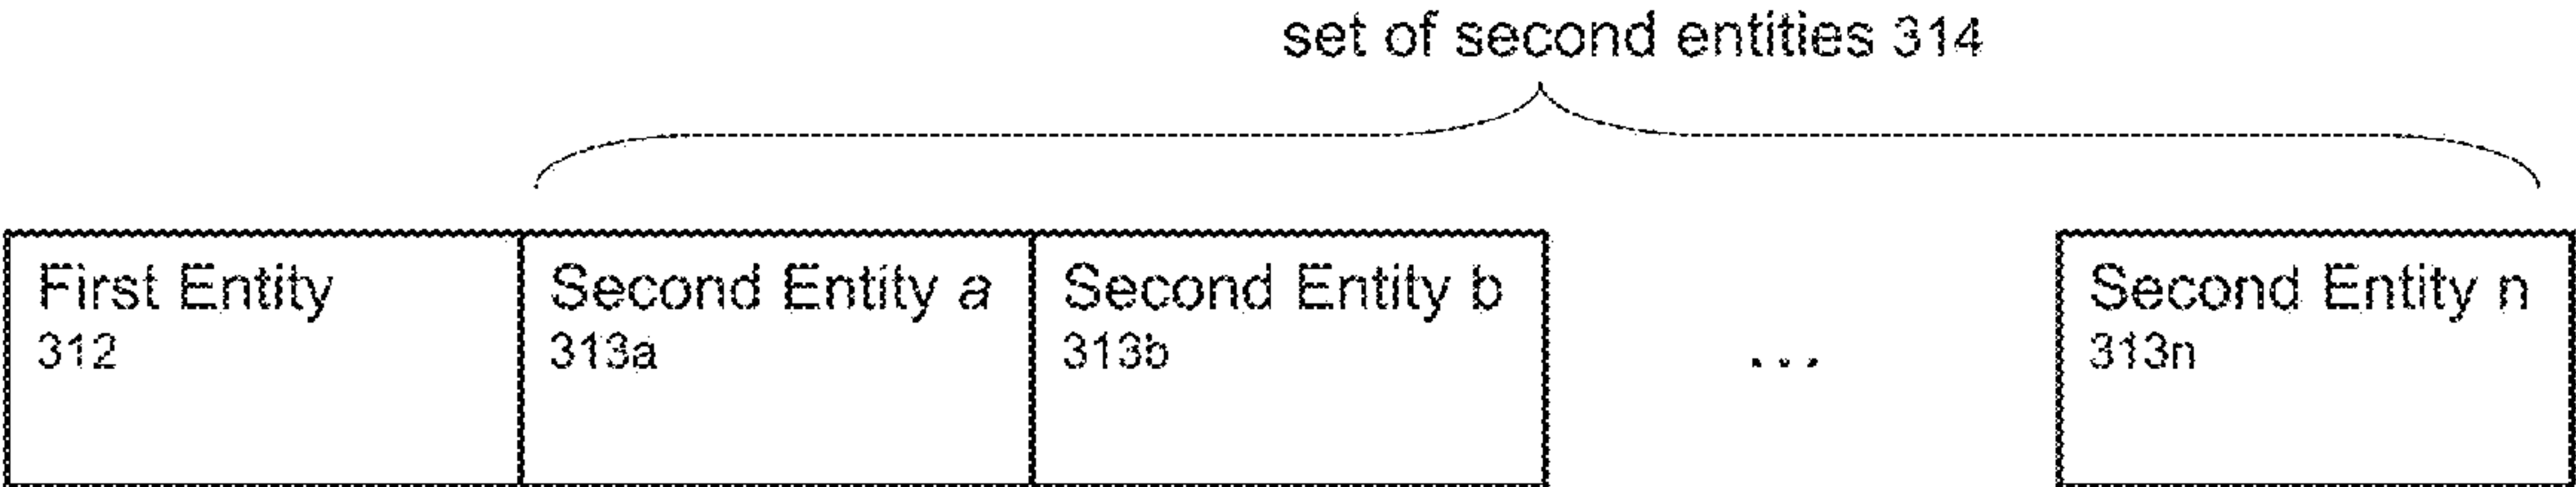 set of second entities 314
First Entity
312
Second Entity a
313a
Second Entity b
313b
...
Second Entity n
313n